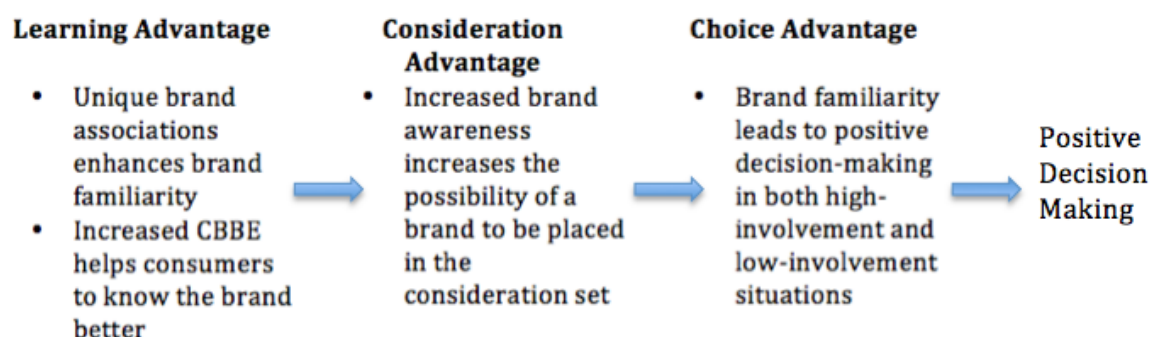 Learning Advantage
• Unique brand
associations
enhances brand
familiarity
• Increased CBBE
helps consumers
to know the brand
better
Consideration
Advantage
• Increased brand
awareness
increases the
possibility of a
brand to be placed
in the
consideration set
Choice Advantage
• Brand familiarity
leads to positive
decision-making
in both high-
involvement and
low-involvement
situations
Positive
Decision
Making